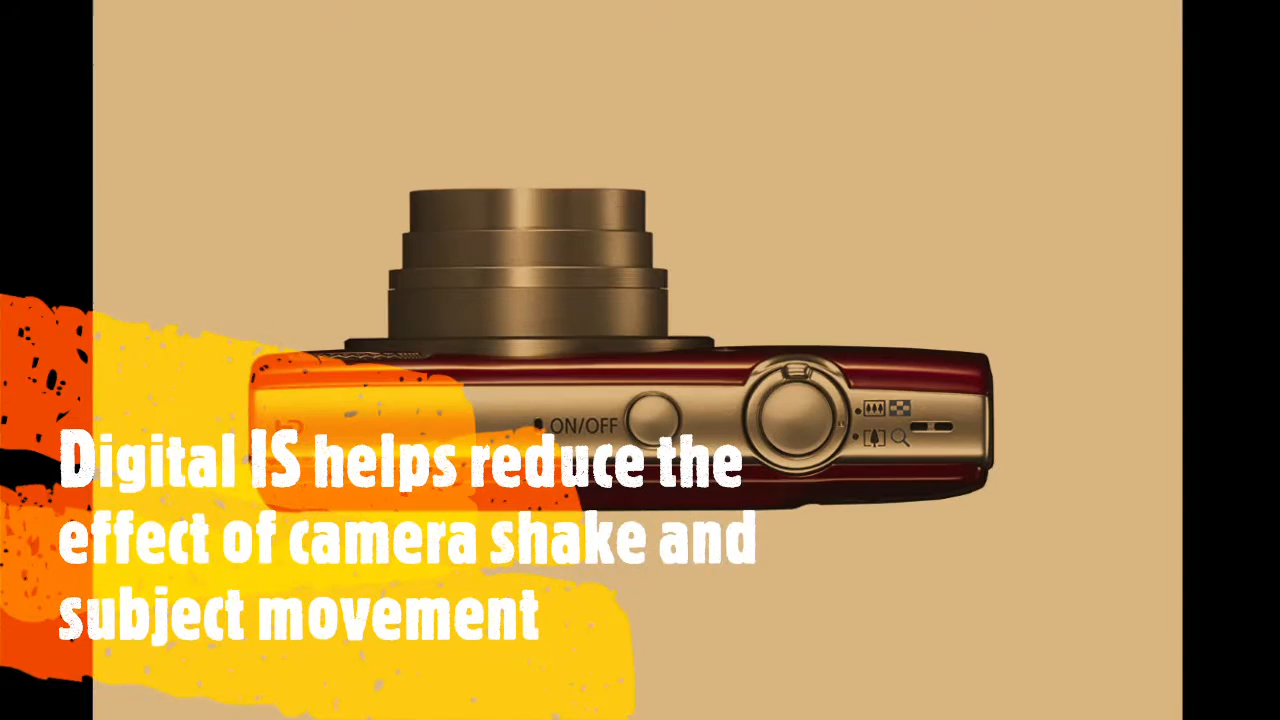 ON/OFF
Digital IS helps reduce the
effect of camera shake and
subject movement